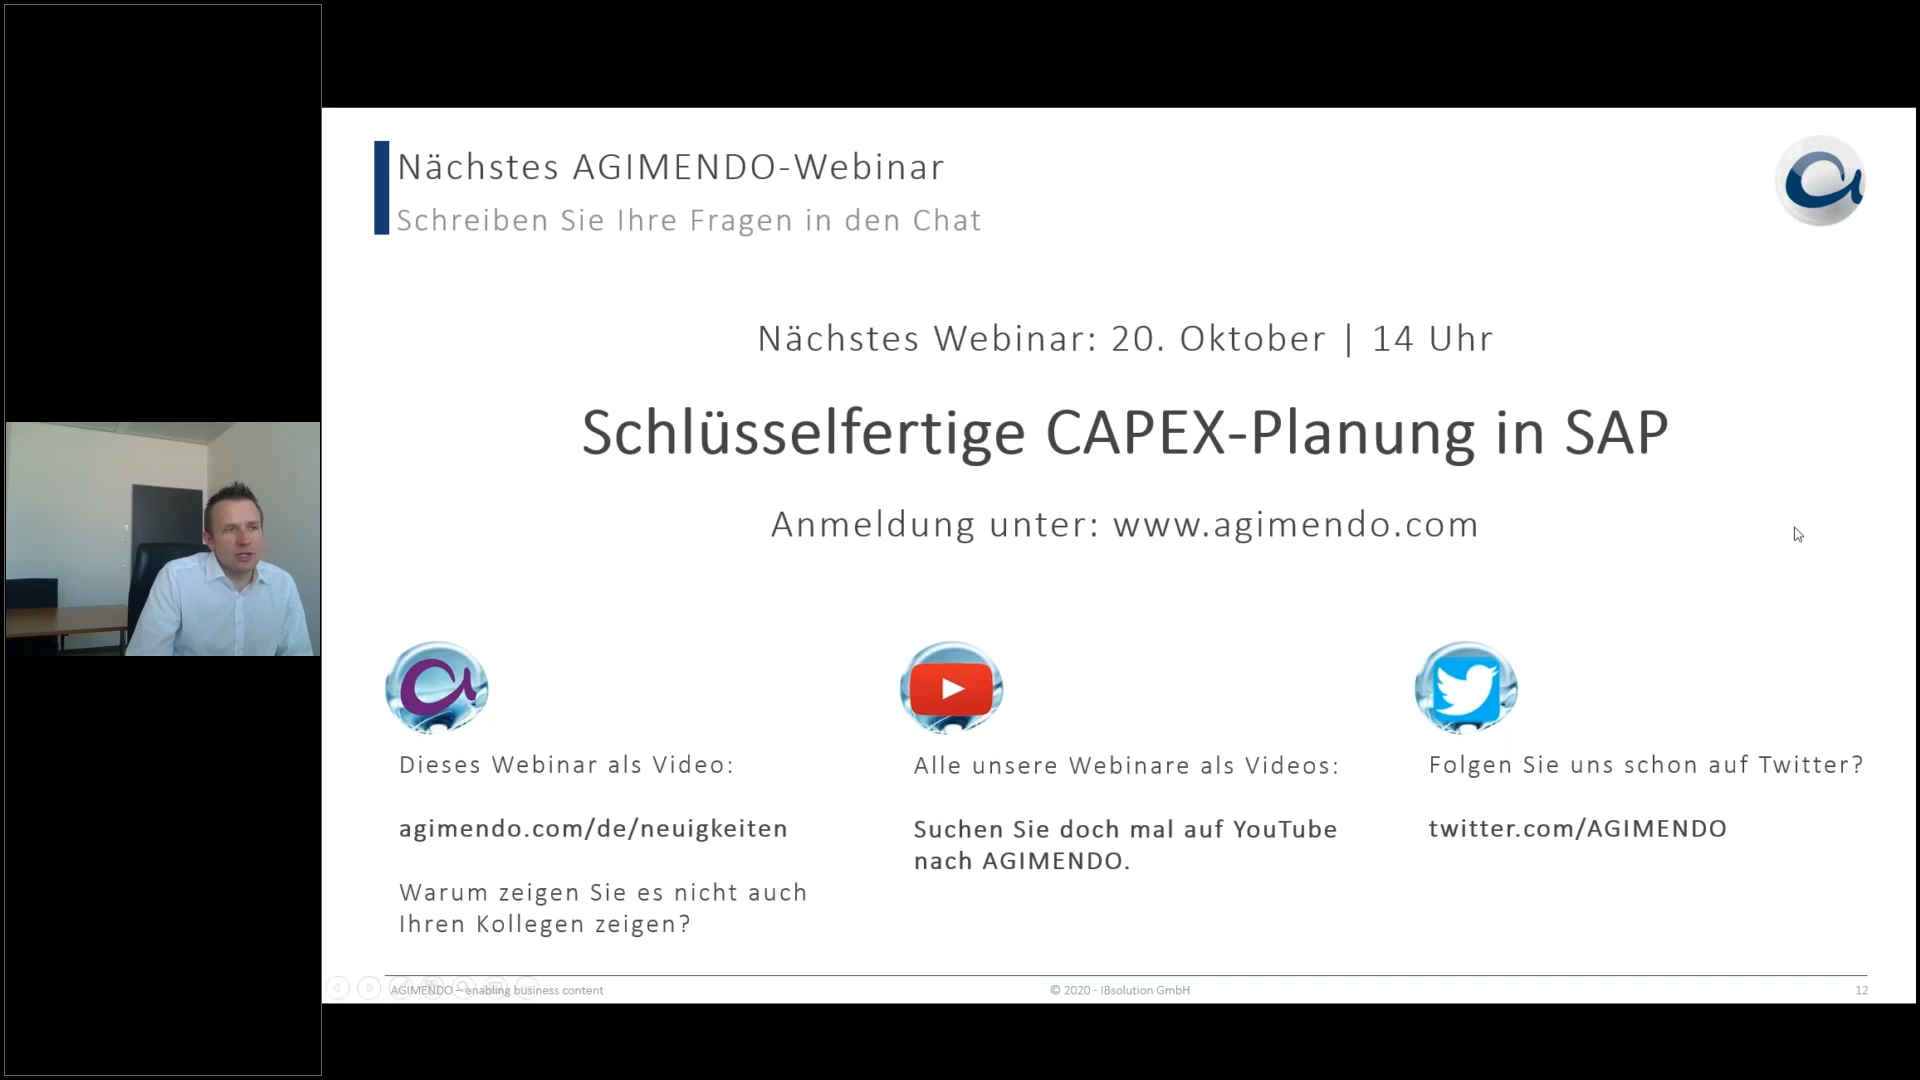 Nächstes AGIMENDO-Webinar
Schreiben Sie Ihre Fragen in den Chat
Nächstes Webinar: 20. Oktober | 14 Uhr
Schlüsselfertige CAPEX-Planung in SAP
Anmeldung unter: www.agimendo.com
Dieses Webinar als Video:
agimendo.com/de/neuigkeiten
Warum zeigen Sie es nicht auch
Ihren Kollegen zeigen?
Alle unsere Webinare als Videos:
Suchen Sie doch mal auf YouTube
nach AGIMENDO.
Folgen Sie uns schon auf Twitter?
twitter.com/AGIMENDO
AGIMENDO – enabling business content
© 2020 - IBsolution GmbH
12